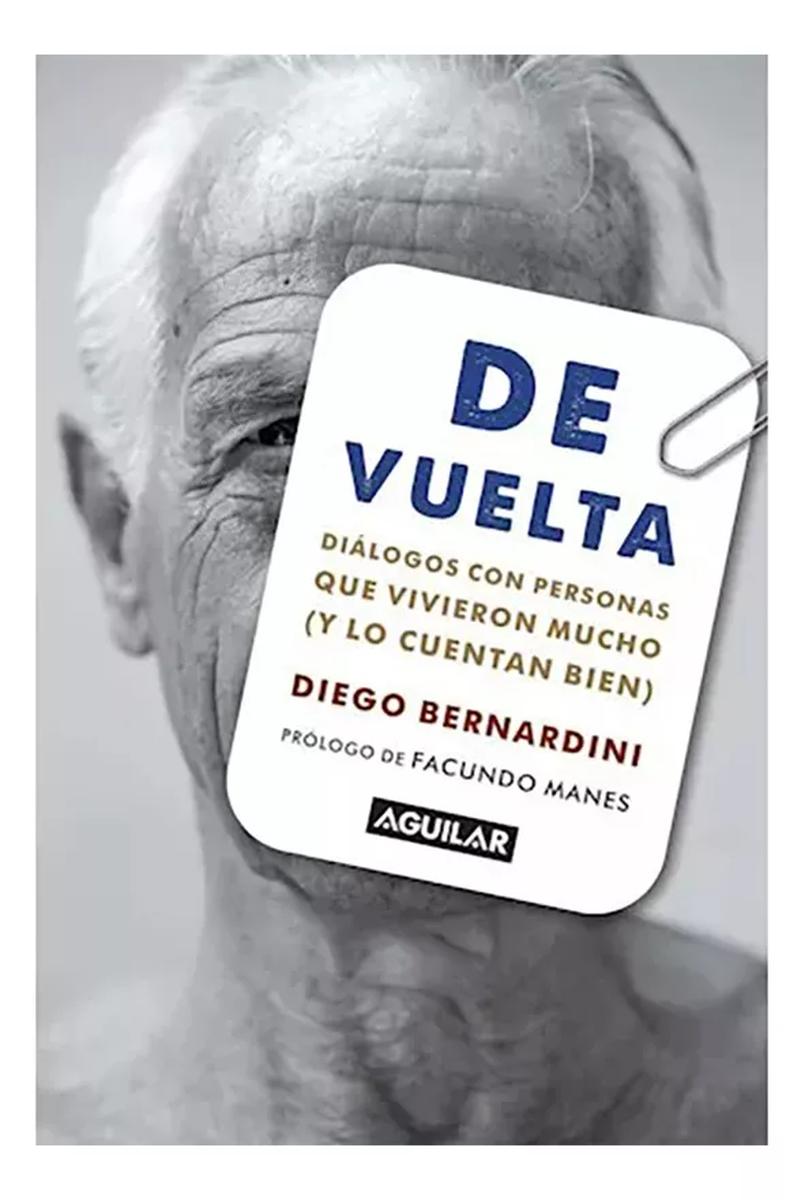 DE
VUELTA
DIÁLOGOS CON PERSONAS
QUE VIVIERON MUCHO
(Y LO CUENTAN BIEN)
DIEGO BERNARDINI
PRÓLOGO DE FACUNDO MANES
AGUILAR